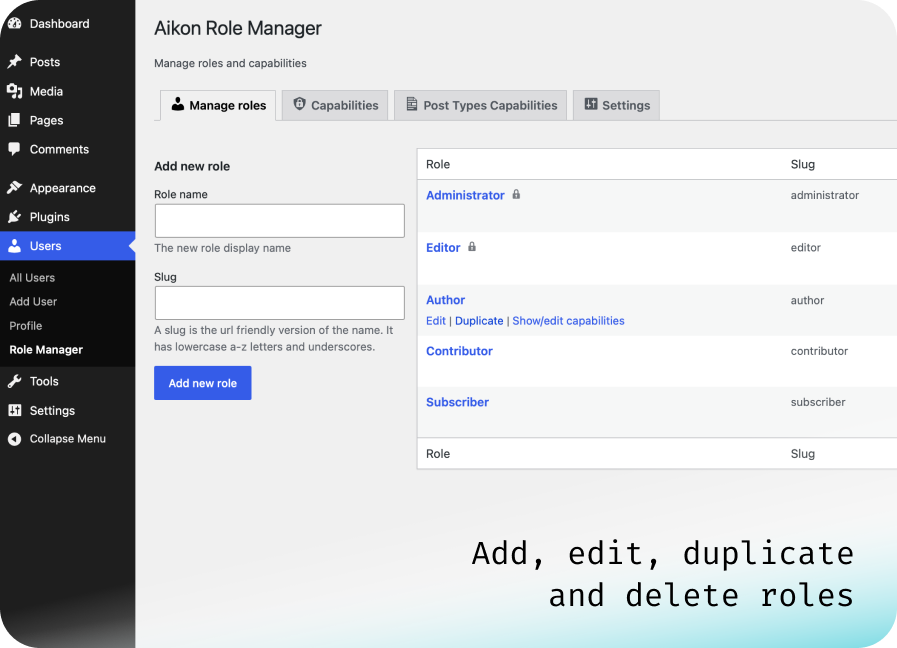 Dashboard
Posts
Media
Pages
Comments
Appearance
Plugins
Users
All Users
Add User
Profile
Role Manager
Tools
Settings
Collapse Menu
Aikon Role Manager
Manage roles and capabilities
Manage roles
Capabilities
Post Types Capabilities
Settings
Add new role
Role name
The new role display name
Slug
A slug is the url friendly version of the name. It
has lowercase a-z letters and underscores.
Add new role
Role Slug
Administrator administrator
Editor editor
Author author
Edit | Duplicate | Show/edit capabilities
Contributor contributor
Subscriber subscriber
Role Slug
Add, edit, duplicate
and delete roles